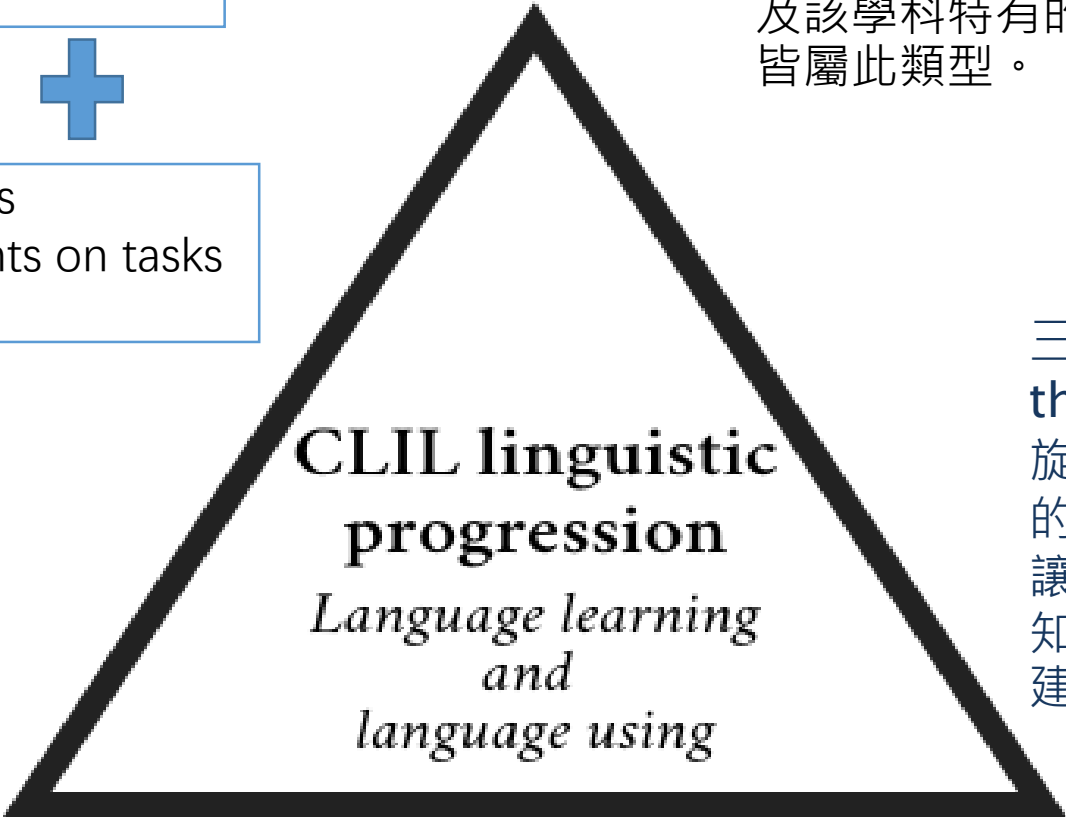 及該學科特有的
皆屬此類型。
s
nts on tasks
CLIL linguistic
progression
Language learning
and
language using
三
th
旋
的
讓
知
建